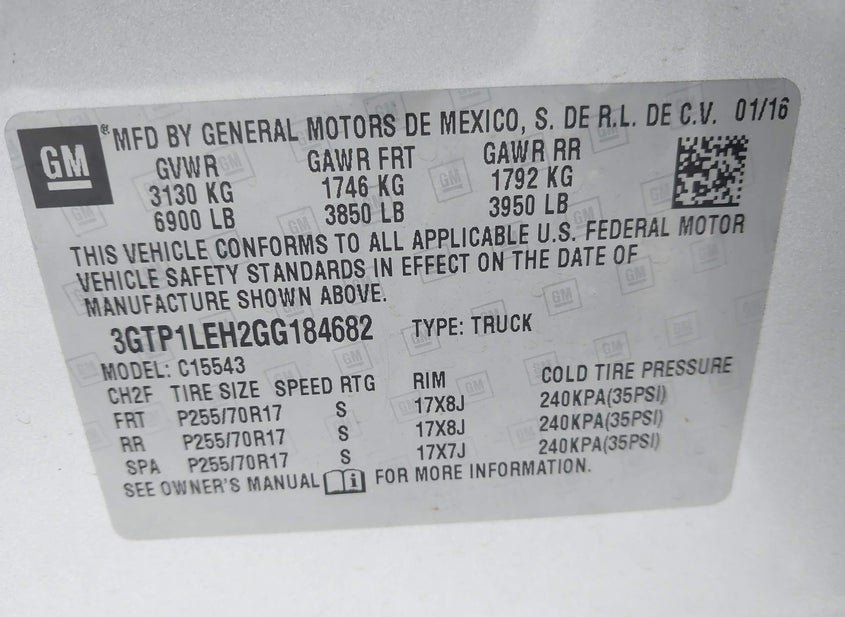 GM ® MFD BY GENERAL MOTORS DE MEXICO, S. DE R.L. DE C.V. 01/16
GVWR GAWR FRT GAWR RR
3130 KG 1746 KG 1792 KG
6900 LB 3850 LB 3950 LB
THIS VEHICLE CONFORMS TO ALL APPLICABLE U.S. FEDERAL MOTOR
VEHICLE SAFETY STANDARDS IN EFFECT ON THE DATE OF
MANUFACTURE SHOWN ABOVE.
3GTP1LEH2GG184682 TYPE: TRUCK
MODEL: C15543
CH2F TIRE SIZE SPEED RTG RIM COLD TIRE PRESSURE
FRT P255/70R17 S 17X8J 240KPA(35PSI)
RR P255/70R17 S 17X8J 240KPA(35PSI)
SPA P255/70R17 S 17X7J 240KPA(35PSI)
SEE OWNER'S MANUAL i FOR MORE INFORMATION.